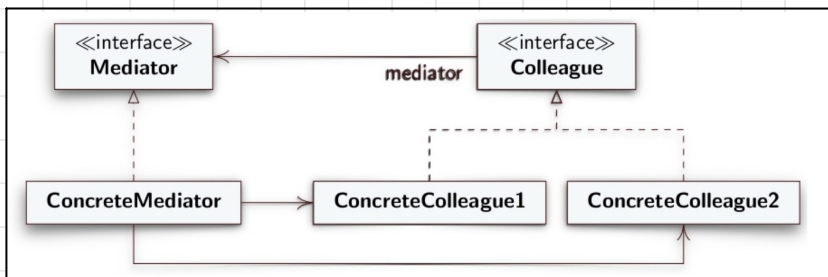 ≪interface≫
Mediator
≪interface≫
Colleague
mediator
ConcreteMediator
ConcreteColleague1
ConcreteColleague2